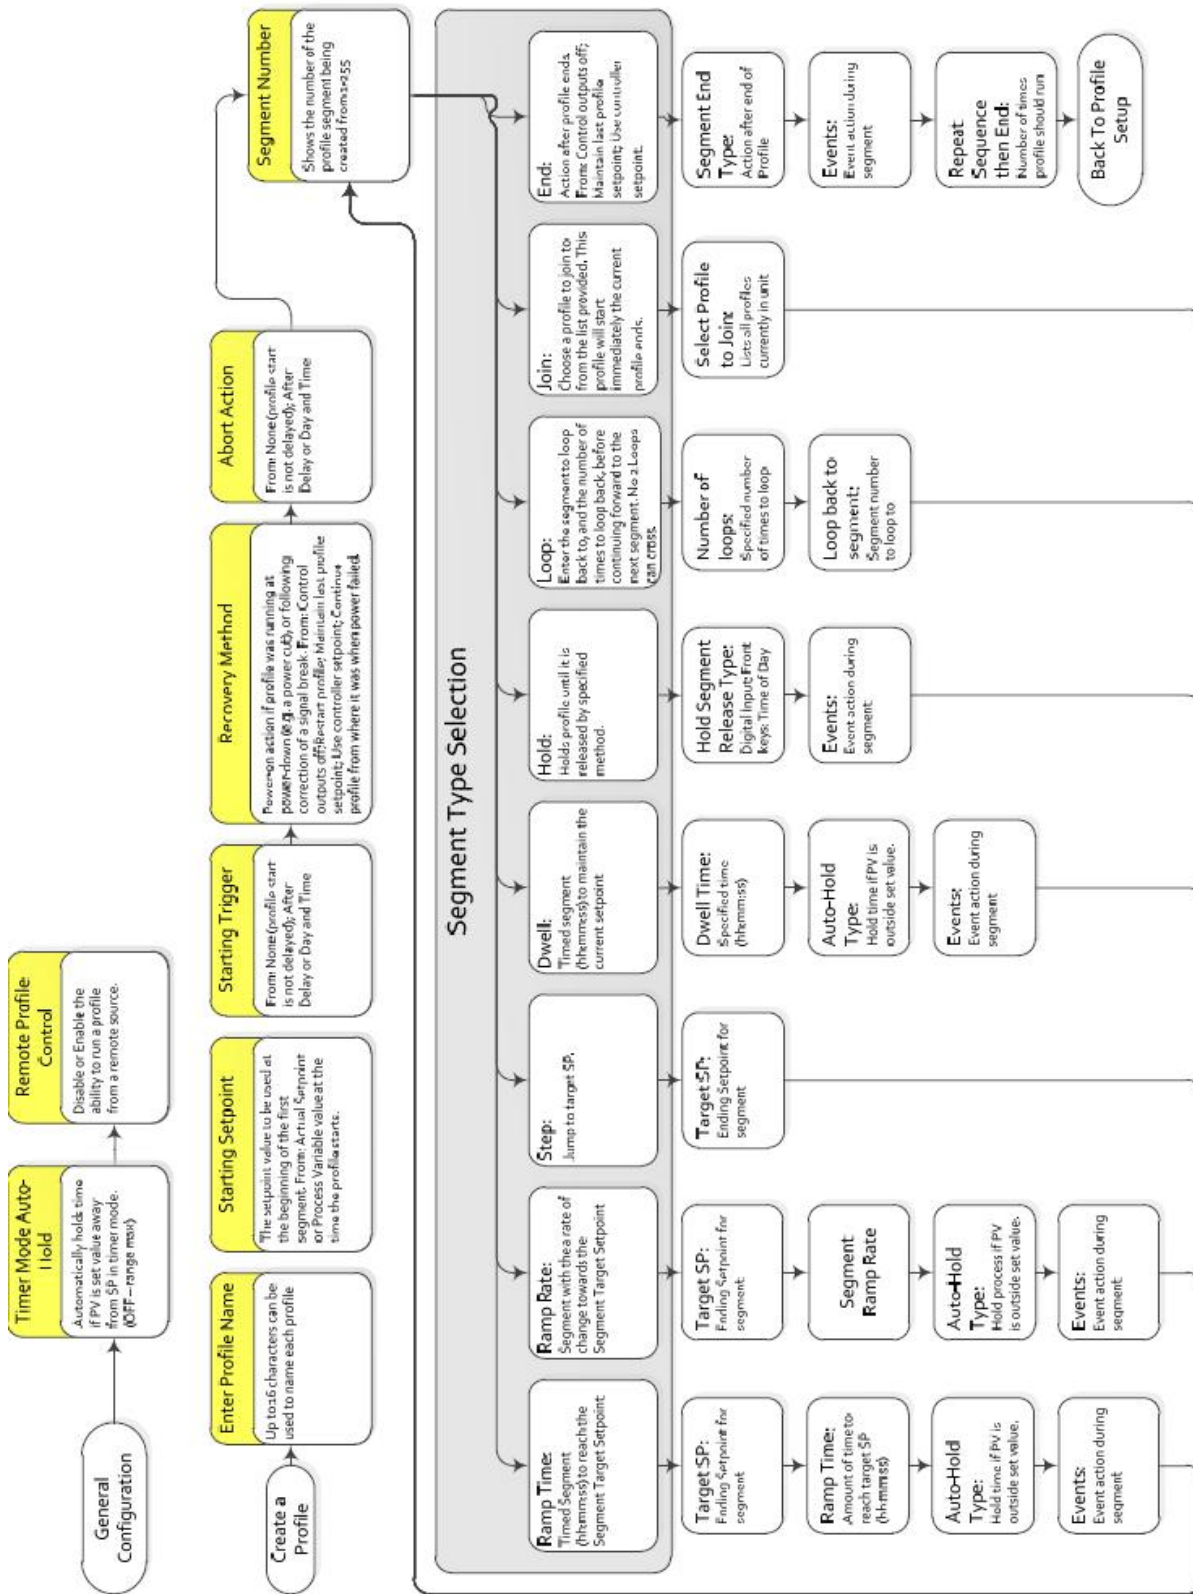 General
Configuration
Timer Mode Auto-
Hold
Automatically holds time
if PV is set value away
from SP in timer mode.
(OFF – range max)
Remote Profile
Control
Disable or Enable the
ability to run a profile
from a remote source.
Create a
Profile
Enter Profile Name
Up to 16 characters can be
used to name each profile
Starting Setpoint
The setpoint value to be used at
the beginning of the first
segment. From: Actual Setpoint
or Process Variable value at the
time the profile starts.
Starting Trigger
From: None (profile start
is not delayed); After
Delay or Day and Time
Recovery Method
Power-on action if profile was running at
power-down (e.g. a power cut), or following
correction of a signal break. From: Control
outputs off; Restart profile; Maintain last profile
setpoint; Use controller setpoint; Continue
profile from where it was when power failed.
Abort Action
From: None (profile start
is not delayed); After
Delay or Day and Time
Segment Number
Shows the number of the
profile segment being
created from 1-255
Segment Type Selection
Ramp Time:
Timed Segment
(hh:mm:ss) to reach the
Segment Target Setpoint
Ramp Rate:
Segment with the a rate of
change towards the
Segment Target Setpoint
Step:
Jump to target SP.
Dwell:
Timed segment
(hh:mm:ss) to maintain the
current setpoint
Hold:
Holds profile until it is
released by specified
method.
Loop:
Enter the segment to loop
back to, and the number of
times to loop back, before
continuing forward to the
next segment. No 2 Loops
can cross.
Join:
Choose a profile to join to
from the list provided. This
profile will start
immediately the current
profile ends.
End:
Action after profile ends.
From: Control outputs off;
Maintain last profile
setpoint; Use controller
setpoint.
Target SP:
Ending Setpoint for
segment
Ramp Time:
Amount of time to
reach target SP
(hh:mm:ss)
Auto-Hold
Type:
Hold time if PV is
outside set value.
Events:
Event action during
segment
Target SP:
Ending Setpoint for
segment
Segment
Ramp Rate
Auto-Hold
Type:
Hold process if PV
is outside set value.
Events:
Event action during
segment
Target SP:
Ending Setpoint for
segment
Dwell Time:
Specified time
(hh:mm:ss)
Auto-Hold
Type:
Hold time if PV is
outside set value.
Events:
Event action during
segment
Hold Segment
Release Type:
Digital Input; Front
keys; Time of Day
Events:
Event action during
segment
Number of
loops:
Specified number
of times to loop
Loop back to
segment:
Segment number
to loop to
Select Profile
to Join:
Lists all profiles
currently in unit
Segment End
Type:
Action after end of
Profile
Events:
Event action during
segment
Repeat
Sequence
then End:
Number of times
profile should run
Back To Profile
Setup